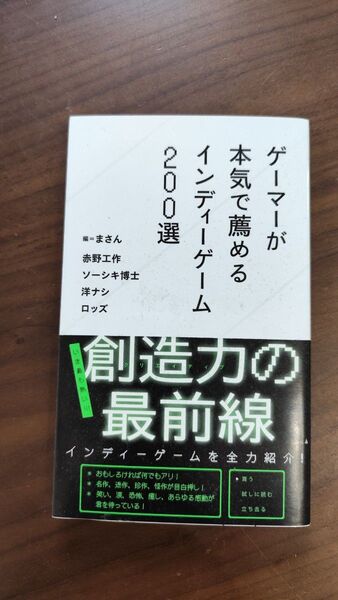 ゲーマーが
本気で薦める
インディーゲーム
200選
編=まさん
赤野工作
ソーシキ博士
洋ナシ
ロッズ
創造力の
最前線
インディーゲームを全力紹介!
* おもしろければ何でもアリ!
* 名作、迷作、珍作、怪作が目白押し!
* 笑い、涙、恐怖、癒し、あらゆる感動が
君を待っている!
買う
試しに読む
立ち去る